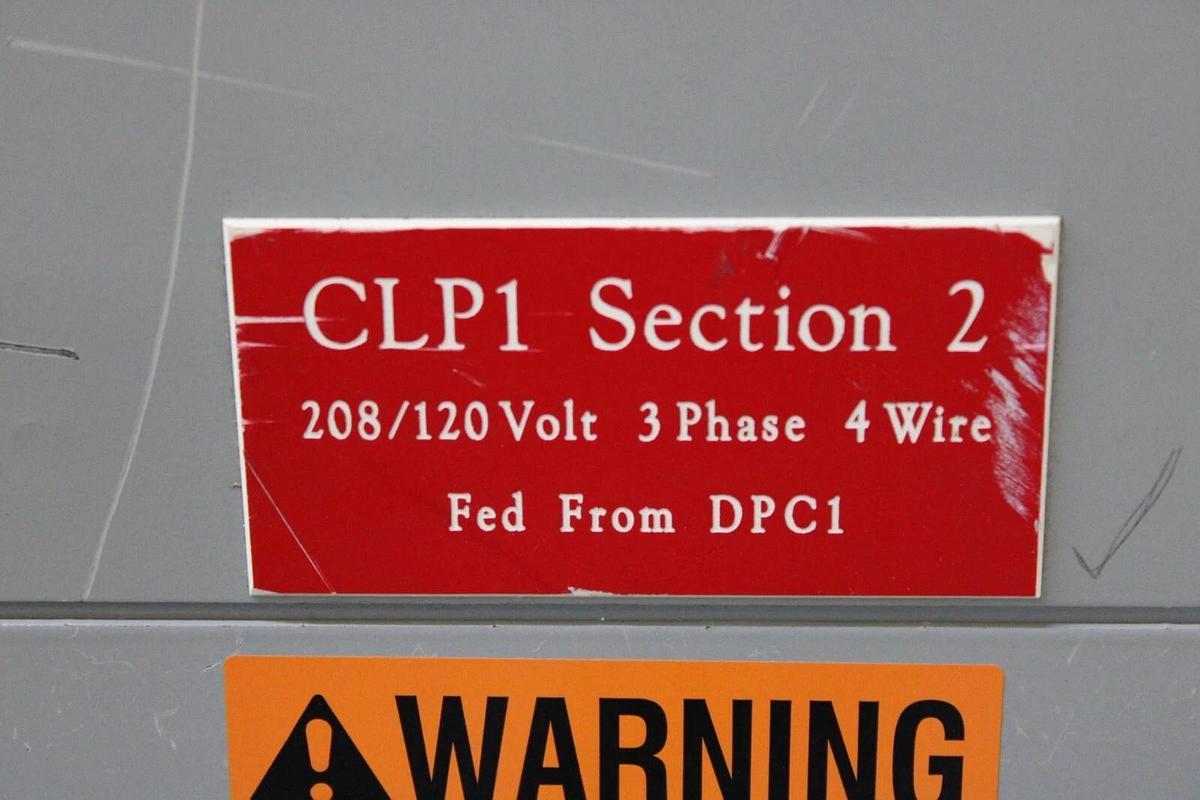 CLP1 Section 2
208/120 Volt 3 Phase 4 Wire
Fed From DPC1
WARNING